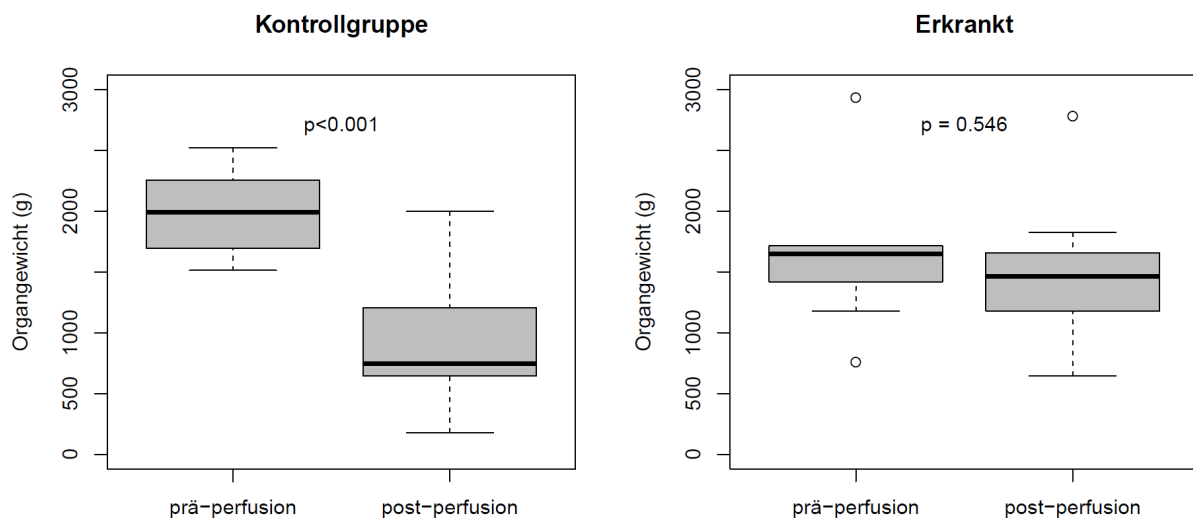 Kontrollgruppe
Organgewicht (g)
3000
2000
1000
500
0
p<0.001
prä−perfusion
post−perfusion
Erkrankt
Organgewicht (g)
3000
2000
1000
500
0
p = 0.546
prä−perfusion
post−perfusion